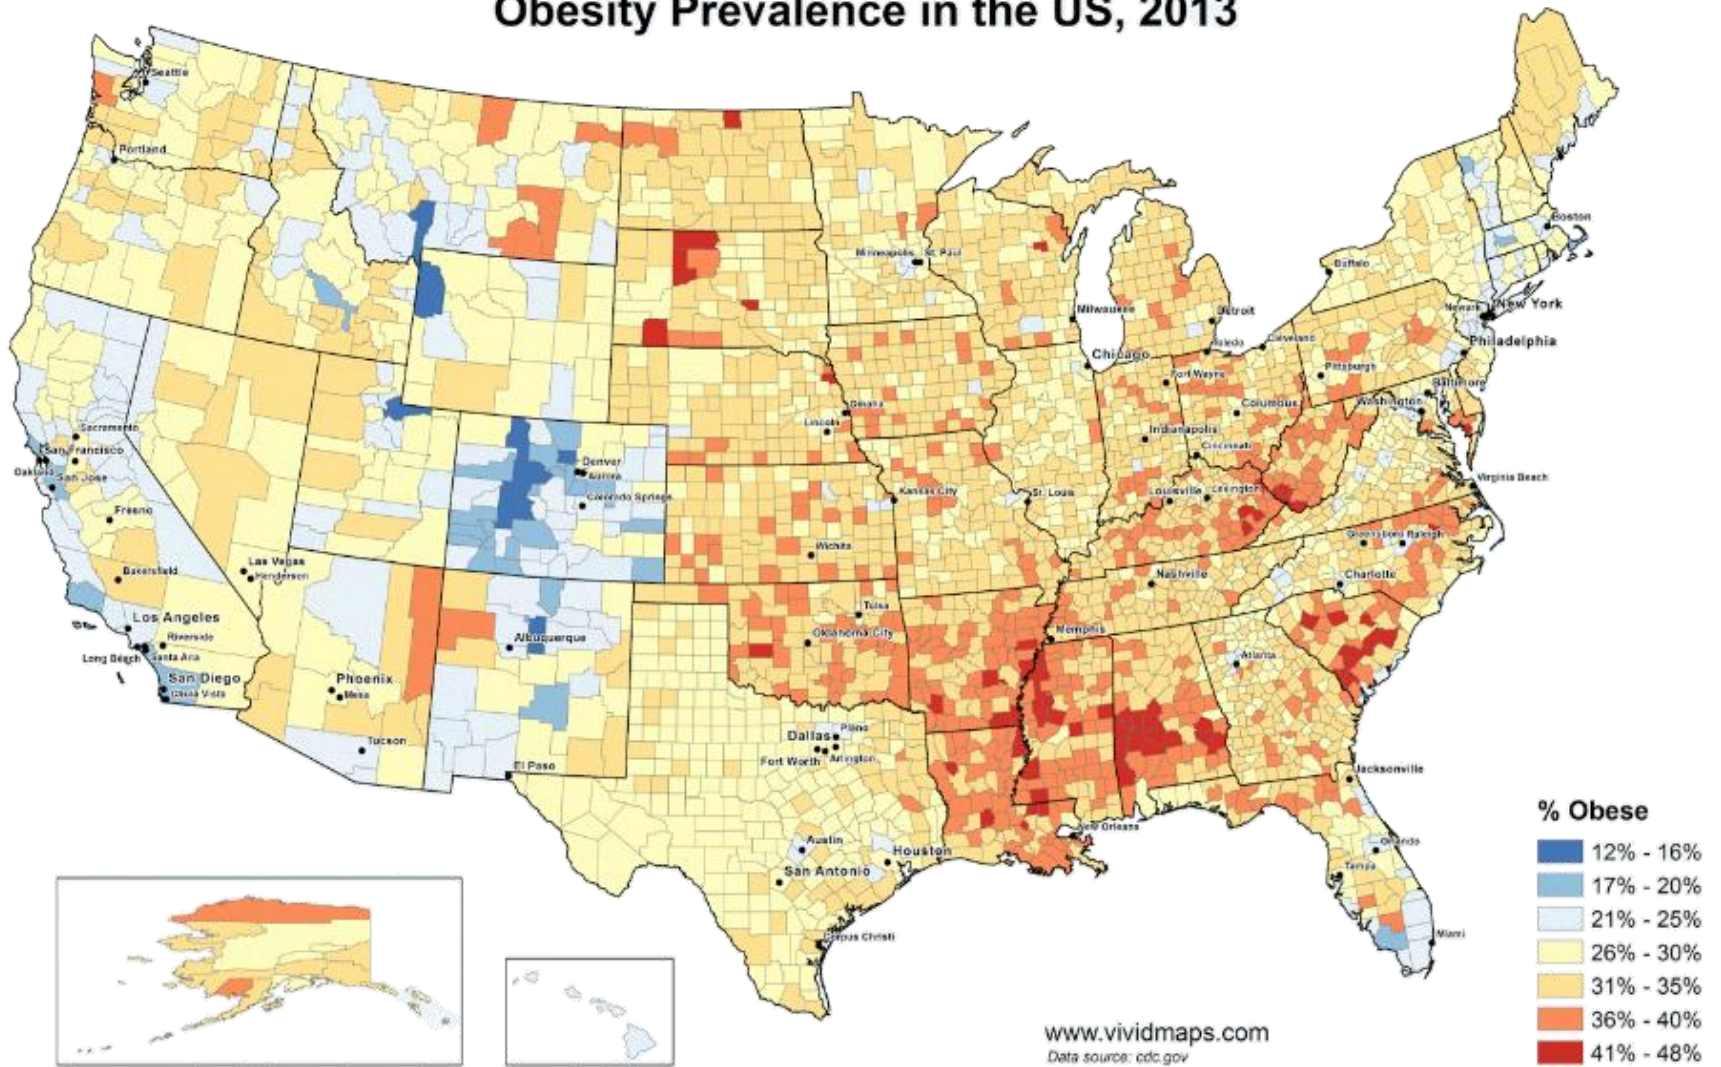 Obesity Prevalence in the US, 2013
Seattle
Portland
Boston
Minneapolis
St. Paul
Buffalo
Milwaukee
Detroit
Newark
New York
Toledo
Cleveland
Philadelphia
Chicago
Fort Wayne
Pittsburgh
Baltimore
Omaha
Columbus
Washington
Lincoln
Sacramento
Indianapolis
San Francisco
Cincinnati
Oakland
San Jose
Denver
Aurora
Colorado Springs
Kansas City
St. Louis
Louisville
Lexington
Virginia Beach
Fresno
Wichita
Greensboro
Raleigh
Las Vegas
Henderson
Bakersfield
Nashville
Charlotte
Tulsa
Los Angeles
Riverside
Albuquerque
Oklahoma City
Memphis
Long Beach
Santa Ana
Atlanta
San Diego
Chula Vista
Phoenix
Mesa
Tucson
Dallas
Plano
Fort Worth
Arlington
El Paso
Jacksonville
New Orleans
Austin
Houston
Orlando
San Antonio
Tampa
Corpus Christi
Miami
% Obese
12% - 16%
17% - 20%
21% - 25%
26% - 30%
31% - 35%
36% - 40%
41% - 48%
www.vividmaps.com
Data source: cdc.gov